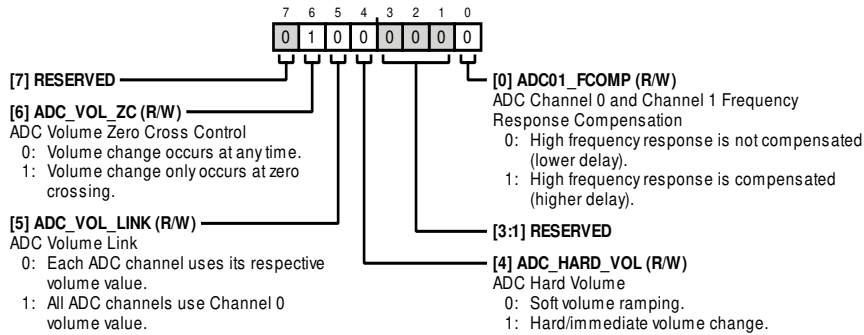 7 6 5 4 3 2 1 0
0 1 0 0 0 0 0 0
[7] RESERVED
[6] ADC_VOL_ZC (R/W)
ADC Volume Zero Cross Control
0: Volume change occurs at any time.
1: Volume change only occurs at zero
crossing.
[5] ADC_VOL_LINK (R/W)
ADC Volume Link
0: Each ADC channel uses its respective
volume value.
1: All ADC channels use Channel 0
volume value.
[0] ADC01_FCOMP (R/W)
ADC Channel 0 and Channel 1 Frequency
Response Compensation
0: High frequency response is not compensated
(lower delay).
1: High frequency response is compensated
(higher delay).
[3:1] RESERVED
[4] ADC_HARD_VOL (R/W)
ADC Hard Volume
0: Soft volume ramping.
1: Hard/immediate volume change.